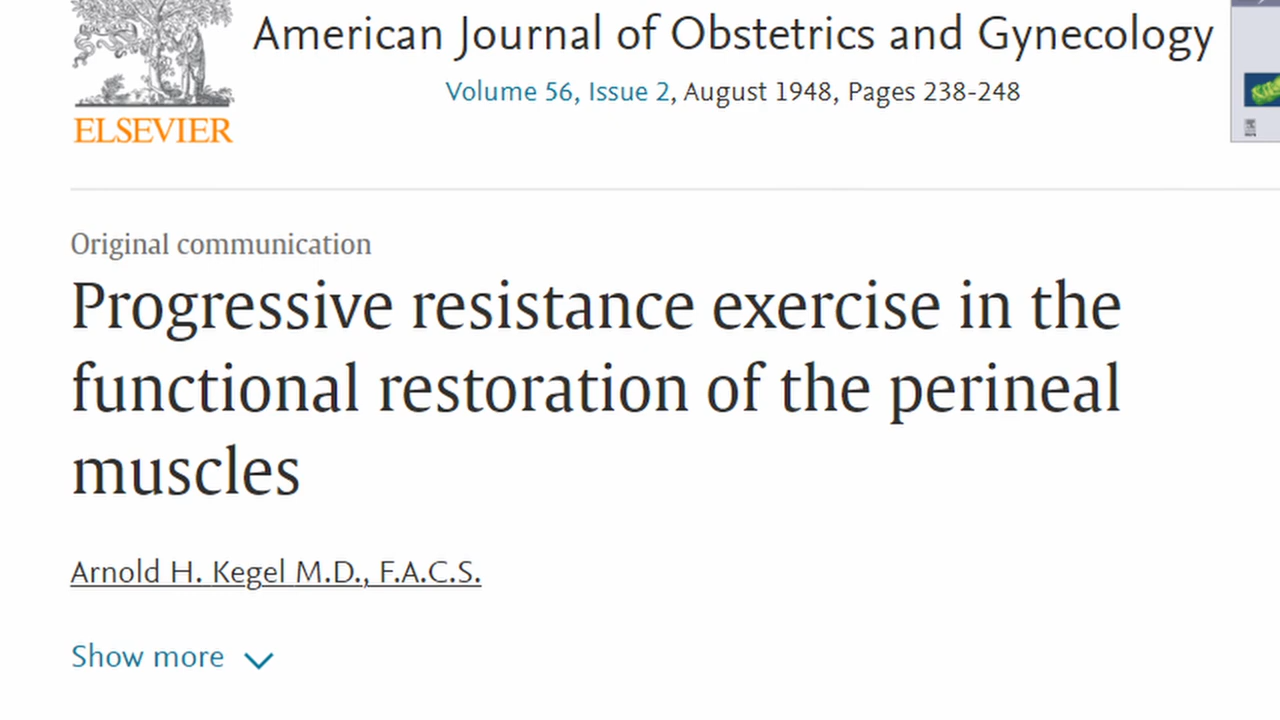 American Journal of Obstetrics and Gynecology
Volume 56, Issue 2, August 1948, Pages 238-248
ELSEVIER
Original communication
Progressive resistance exercise in the
functional restoration of the perineal
muscles
Arnold H. Kegel M.D., F.A.C.S.
Show more